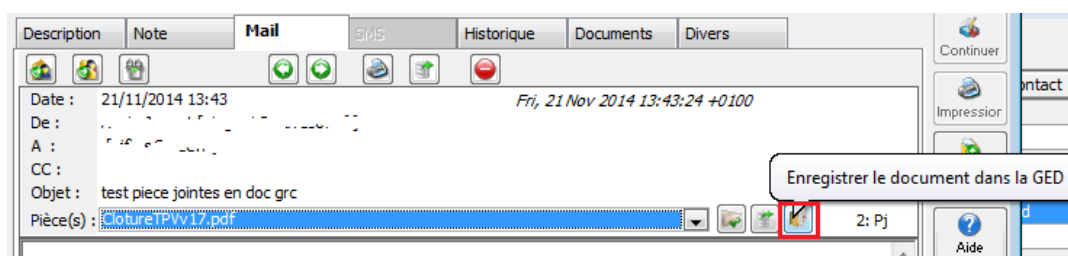 Description Note Mail SMS Historique Documents Divers
Continuer
Date : 21/11/2014 13:43 Fri, 21 Nov 2014 13:43:24 +0100
ontact
De :
Impression
A :
CC :
Enregistrer le document dans la GED
Objet : test piece jointes en doc grc
Pièce(s) : ClotureTPVv17.pdf 2: Pj
d
Aide